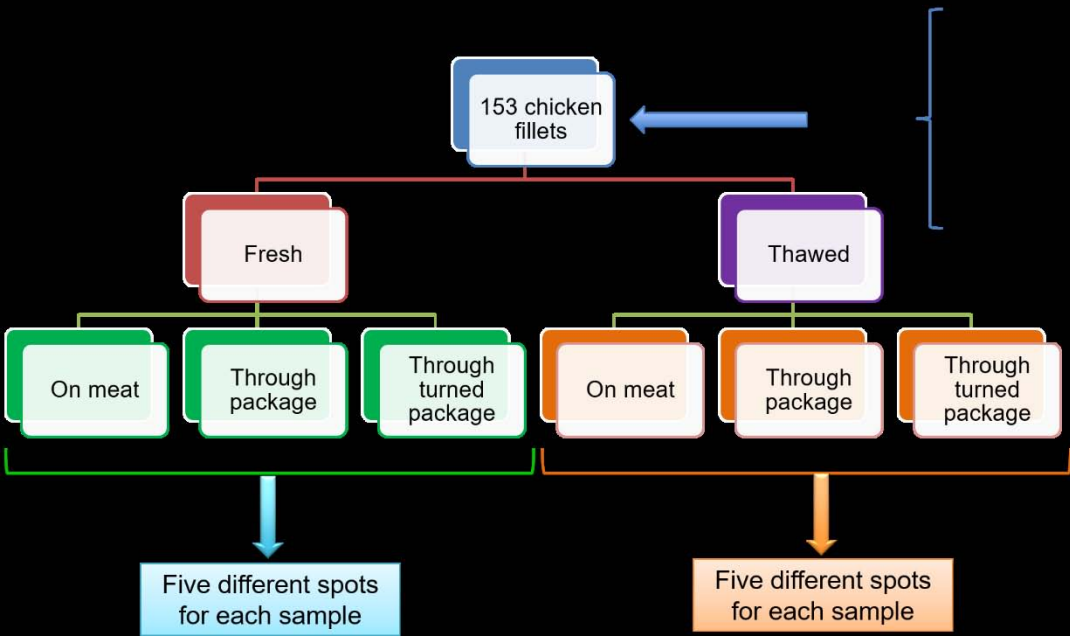 153 chicken
fillets
Fresh
Thawed
On meat
Through
package
Through
turned
package
On meat
Through
package
Through
turned
package
Five different spots
for each sample
Five different spots
for each sample